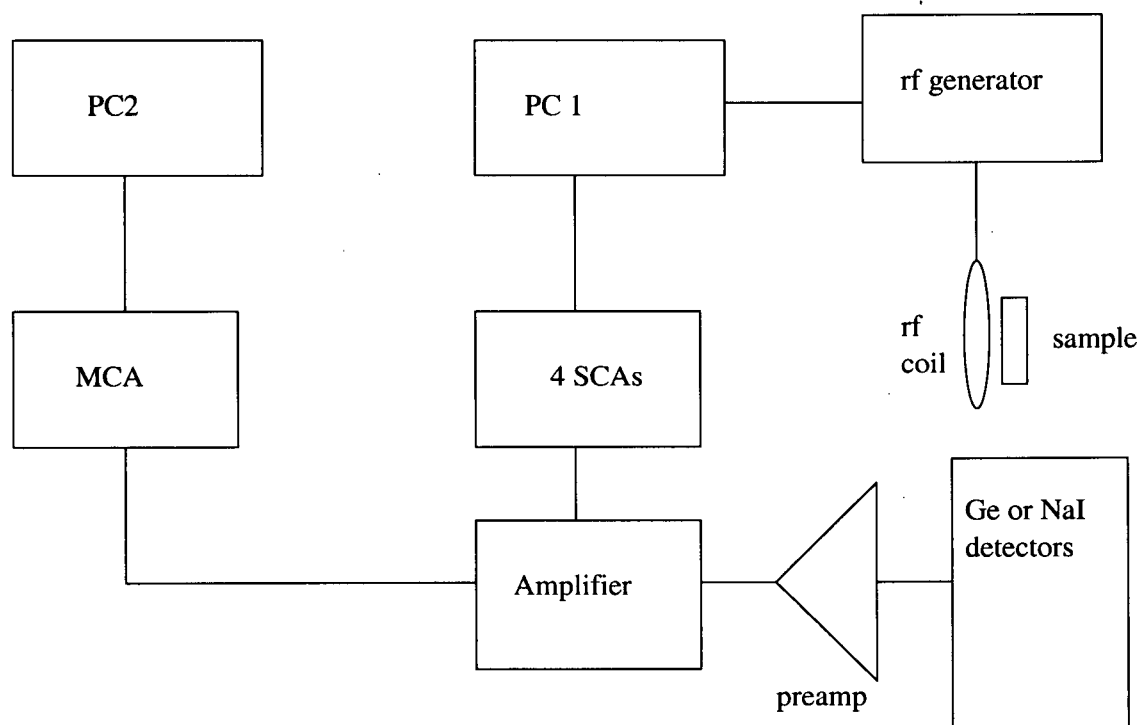 PC2
PC 1
rf generator
rf
coil
sample
MCA
4 SCAs
Ge or NaI
detectors
Amplifier
preamp